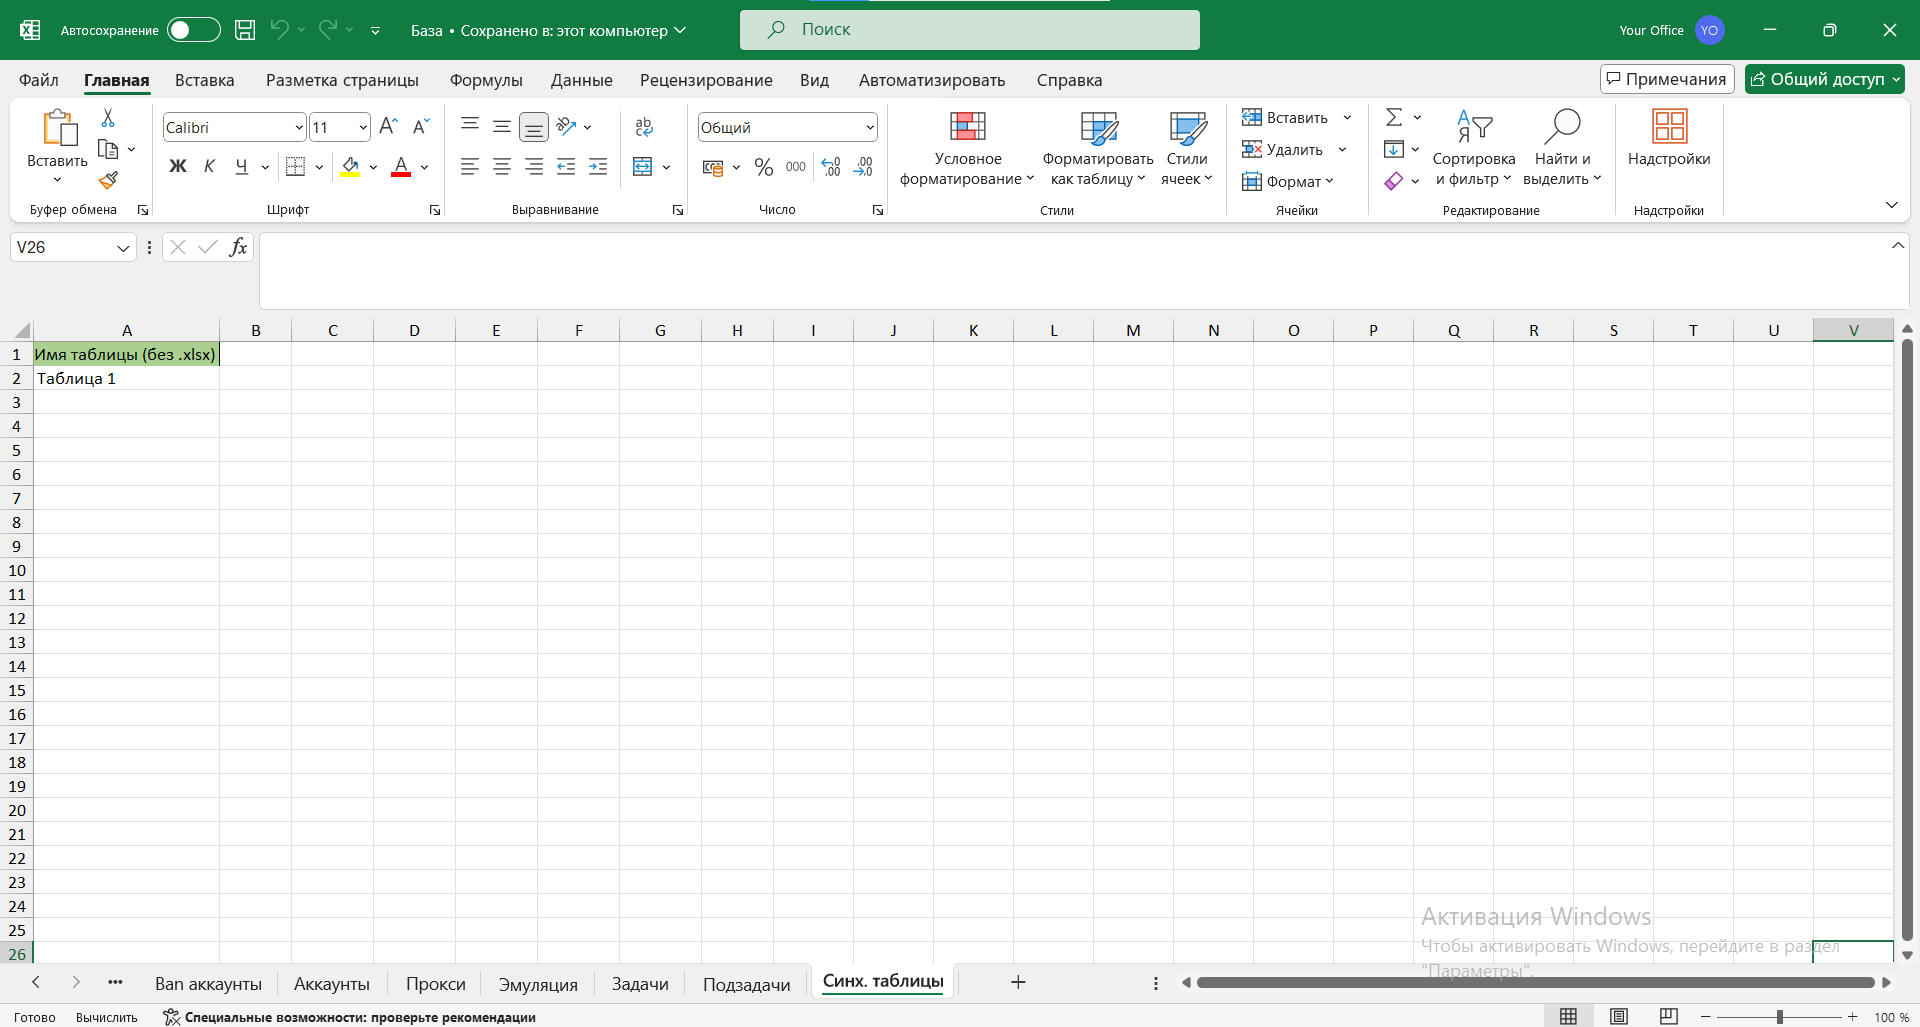 Автосохранение
База • Сохранено в: этот компьютер
Поиск
Your Office YO
Файл Главная Вставка Разметка страницы Формулы Данные Рецензирование Вид Автоматизировать Справка
Примечания Общий доступ
Вставить
Буфер обмена
Calibri 11
Ж К Ч
Шрифт
Выравнивание
Общий
% 000
Число
Условное форматирование
Форматировать как таблицу
Стили ячеек
Стили
Вставить
Удалить
Формат
Ячейки
Сортировка и фильтр
Найти и выделить
Редактирование
Надстройки
Надстройки
V26
fx
A B C D E F G H I J K L M N O P Q R S T U V
1 Имя таблицы (без .xlsx)
2 Таблица 1
3
4
5
6
7
8
9
10
11
12
13
14
15
16
17
18
19
20
21
22
23
24
25
26
Активация Windows
Чтобы активировать Windows, перейдите в раздел
"Параметры".
Ban аккаунты Аккаунты Прокси Эмуляция Задачи Подзадачи Синх. таблицы
Готово Вычислить Специальные возможности: проверьте рекомендации
100 %